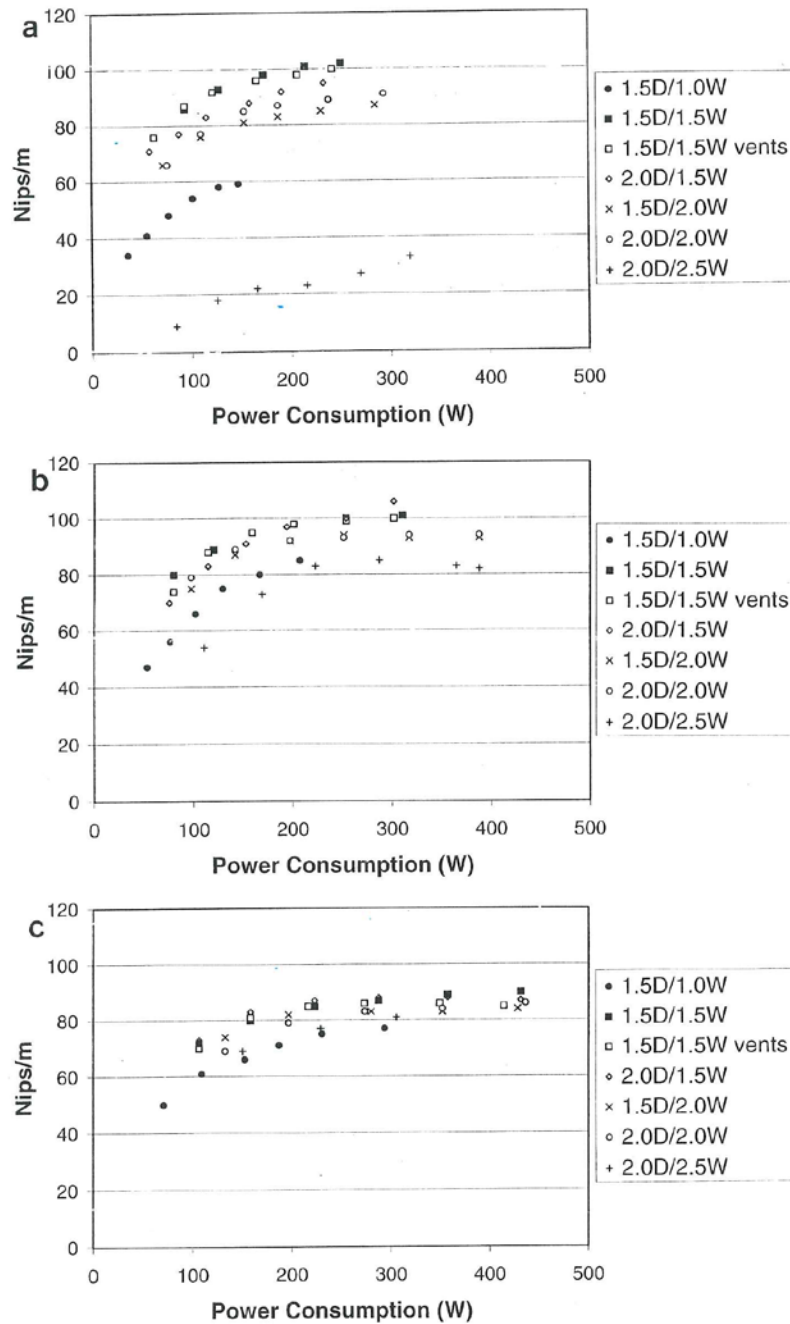 a
120
100
80
60
40
20
0
Nips/m
0 100 200 300 400 500
Power Consumption (W)
1.5D/1.0W
1.5D/1.5W
1.5D/1.5W vents
2.0D/1.5W
1.5D/2.0W
2.0D/2.0W
2.0D/2.5W
b
120
100
80
60
40
20
0
Nips/m
0 100 200 300 400 500
Power Consumption (W)
1.5D/1.0W
1.5D/1.5W
1.5D/1.5W vents
2.0D/1.5W
1.5D/2.0W
2.0D/2.0W
2.0D/2.5W
c
120
100
80
60
40
20
0
Nips/m
0 100 200 300 400 500
Power Consumption (W)
1.5D/1.0W
1.5D/1.5W
1.5D/1.5W vents
2.0D/1.5W
1.5D/2.0W
2.0D/2.0W
2.0D/2.5W